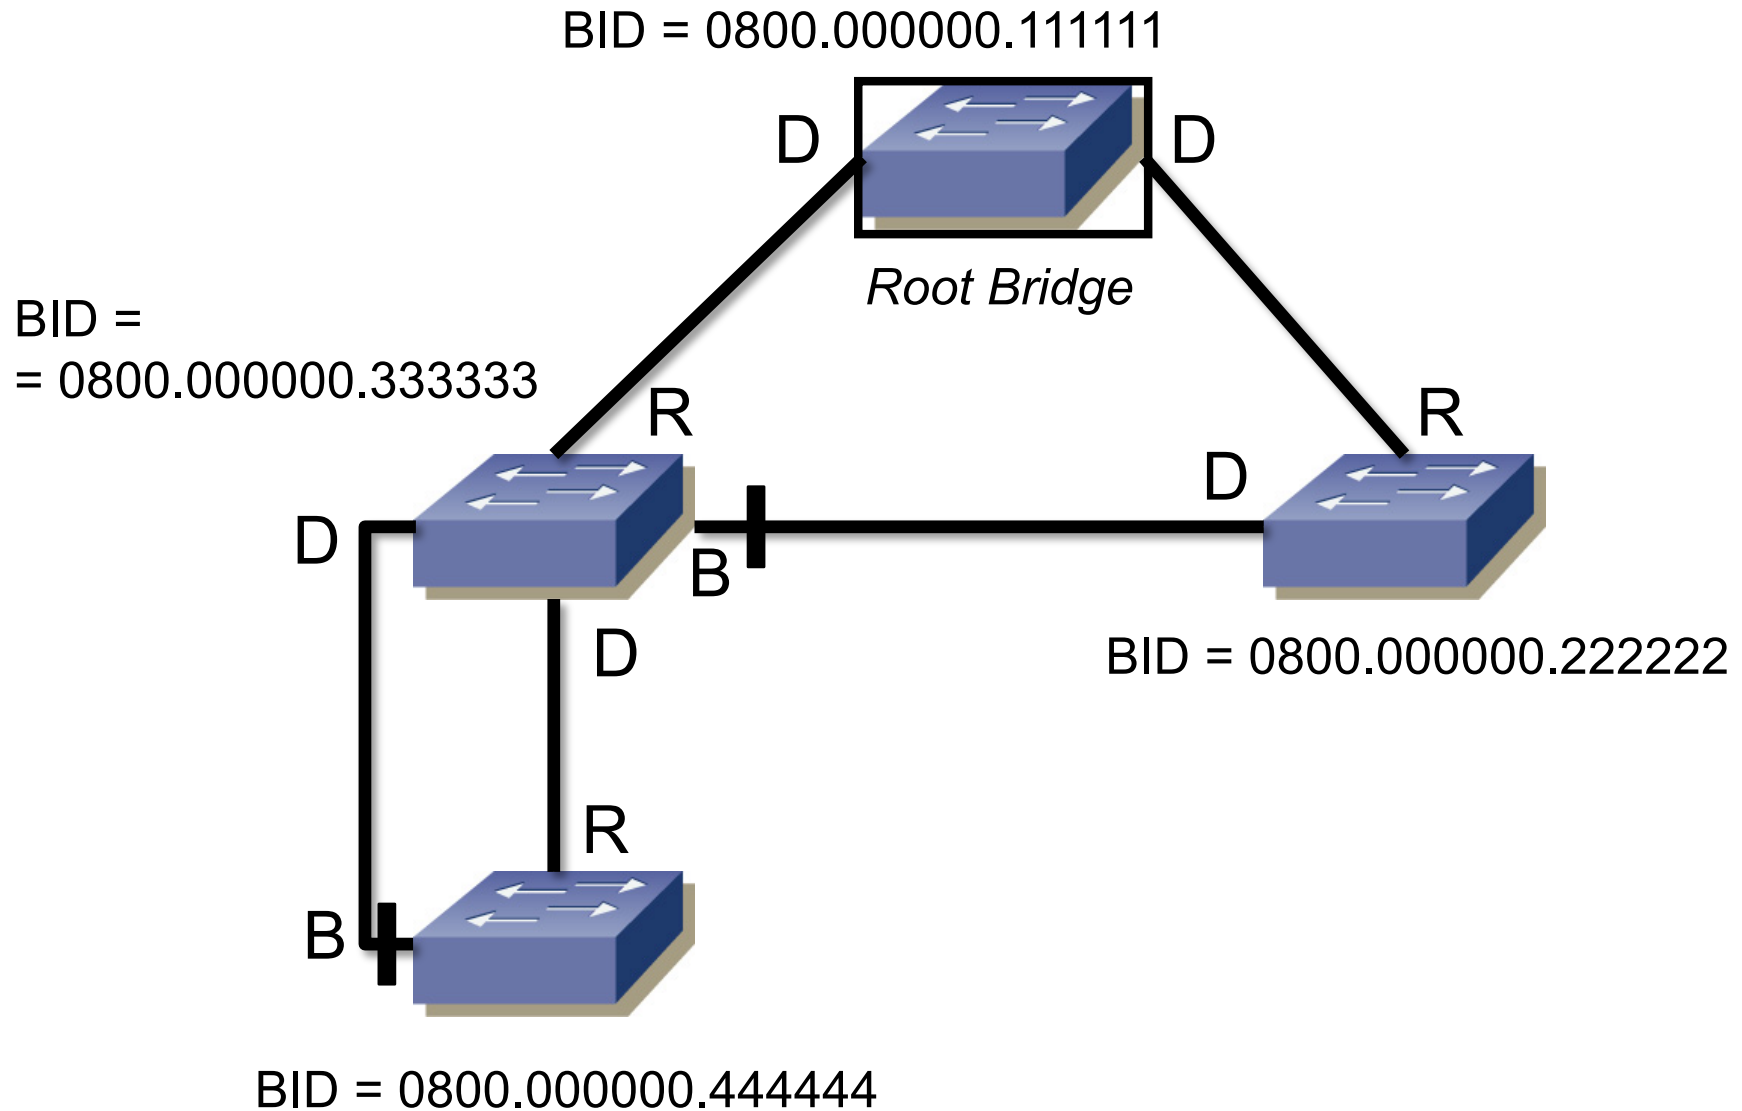 BID = 0800.000000.111111
D
D
Root Bridge
BID =
= 0800.000000.333333
R
R
D
D
B
BID = 0800.000000.222222
D
R
B
BID = 0800.000000.444444